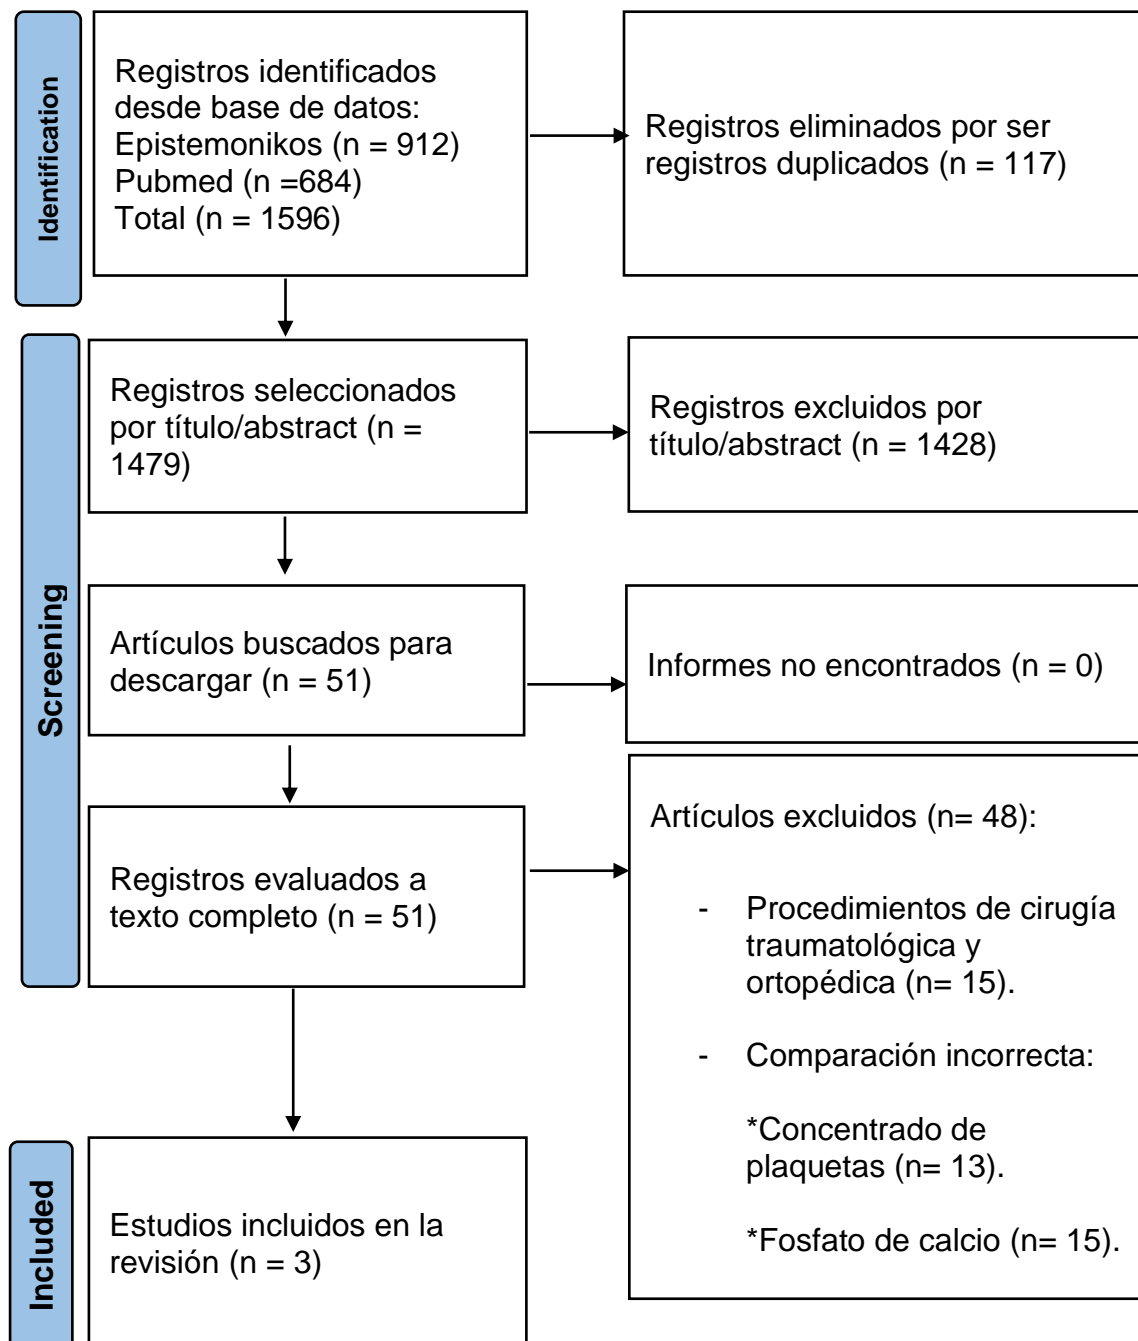 Identification
Registros identificados
desde base de datos:
Epistemonikos (n = 912)
Pubmed (n =684)
Total (n = 1596)
Registros eliminados por ser
registros duplicados (n = 117)
Screening
Registros seleccionados
por título/abstract (n =
1479)
Registros excluidos por
título/abstract (n = 1428)
Artículos buscados para
descargar (n = 51)
Informes no encontrados (n = 0)
Registros evaluados a
texto completo (n = 51)
Artículos excluidos (n= 48):
- Procedimientos de cirugía
traumatológica y
ortopédica (n= 15).
- Comparación incorrecta:
*Concentrado de
plaquetas (n= 13).
*Fosfato de calcio (n= 15).
Included
Estudios incluidos en la
revisión (n = 3)